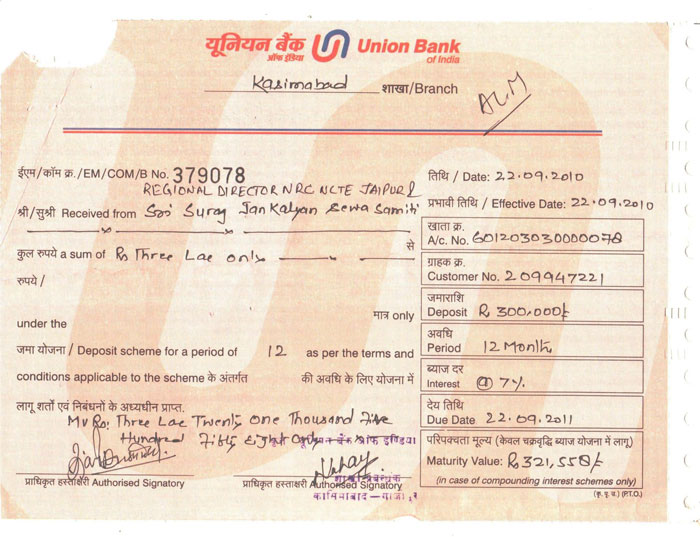 यूनियन बैंक Union Bank
ऑफ इंडिया of India
Kasimabad शाखा/Branch
ईएम/कॉम क्र./EM/COM/B No. 379078
तिथि / Date: 22.09.2010
REGIONAL DIRECTOR NRC NCTE JAIPUR &
श्री/सुश्री Received from Suraj Jan Kalyan Sewa Samiti
प्रभावी तिथि / Effective Date: 22.09.2010
से
खाता क्र.
A/c. No. 601203030000078
कुल रुपये a sum of Rs Three Lac only
ग्राहक क्र.
Customer No. 209947221
रुपये /
मात्र only
जमाराशि
Deposit Rs 300,000/-
under the
अवधि
Period 12 Months
जमा योजना / Deposit scheme for a period of 12 as per the terms and
conditions applicable to the scheme के अंतर्गत की अवधि के लिए योजना में
ब्याज दर
Interest @ 7%
लागू शर्तों एवं निबंधनों के अध्यधीन प्राप्त.
देय तिथि
Due Date 22.09.2011
MV Rs: Three Lac Twenty One Thousand Five
Hundred Fifty Eight Only
यूनियन बैंक ऑफ इण्डिया
परिपक्वता मूल्य (केवल चक्रवृद्धि ब्याज योजना में लागू)
Maturity Value: Rs 321,558/-
(in case of compounding interest schemes only)
प्राधिकृत हस्ताक्षरी Authorised Signatory
प्राधिकृत हस्ताक्षरी Authorised Signatory
शाखा प्रबन्धक
(P.T.O.)